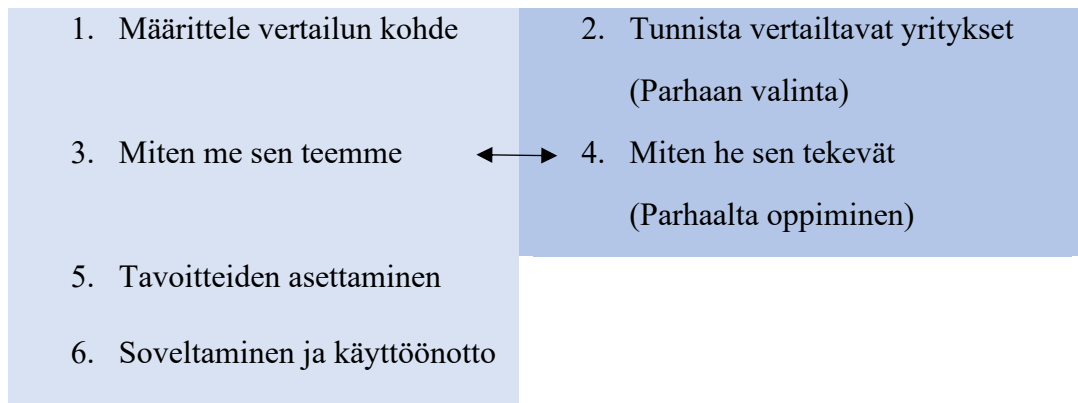 1. Määrittele vertailun kohde
2. Tunnista vertailtavat yritykset
(Parhaan valinta)
3. Miten me sen teemme
4. Miten he sen tekevät
(Parhaalta oppiminen)
5. Tavoitteiden asettaminen
6. Soveltaminen ja käyttöönotto